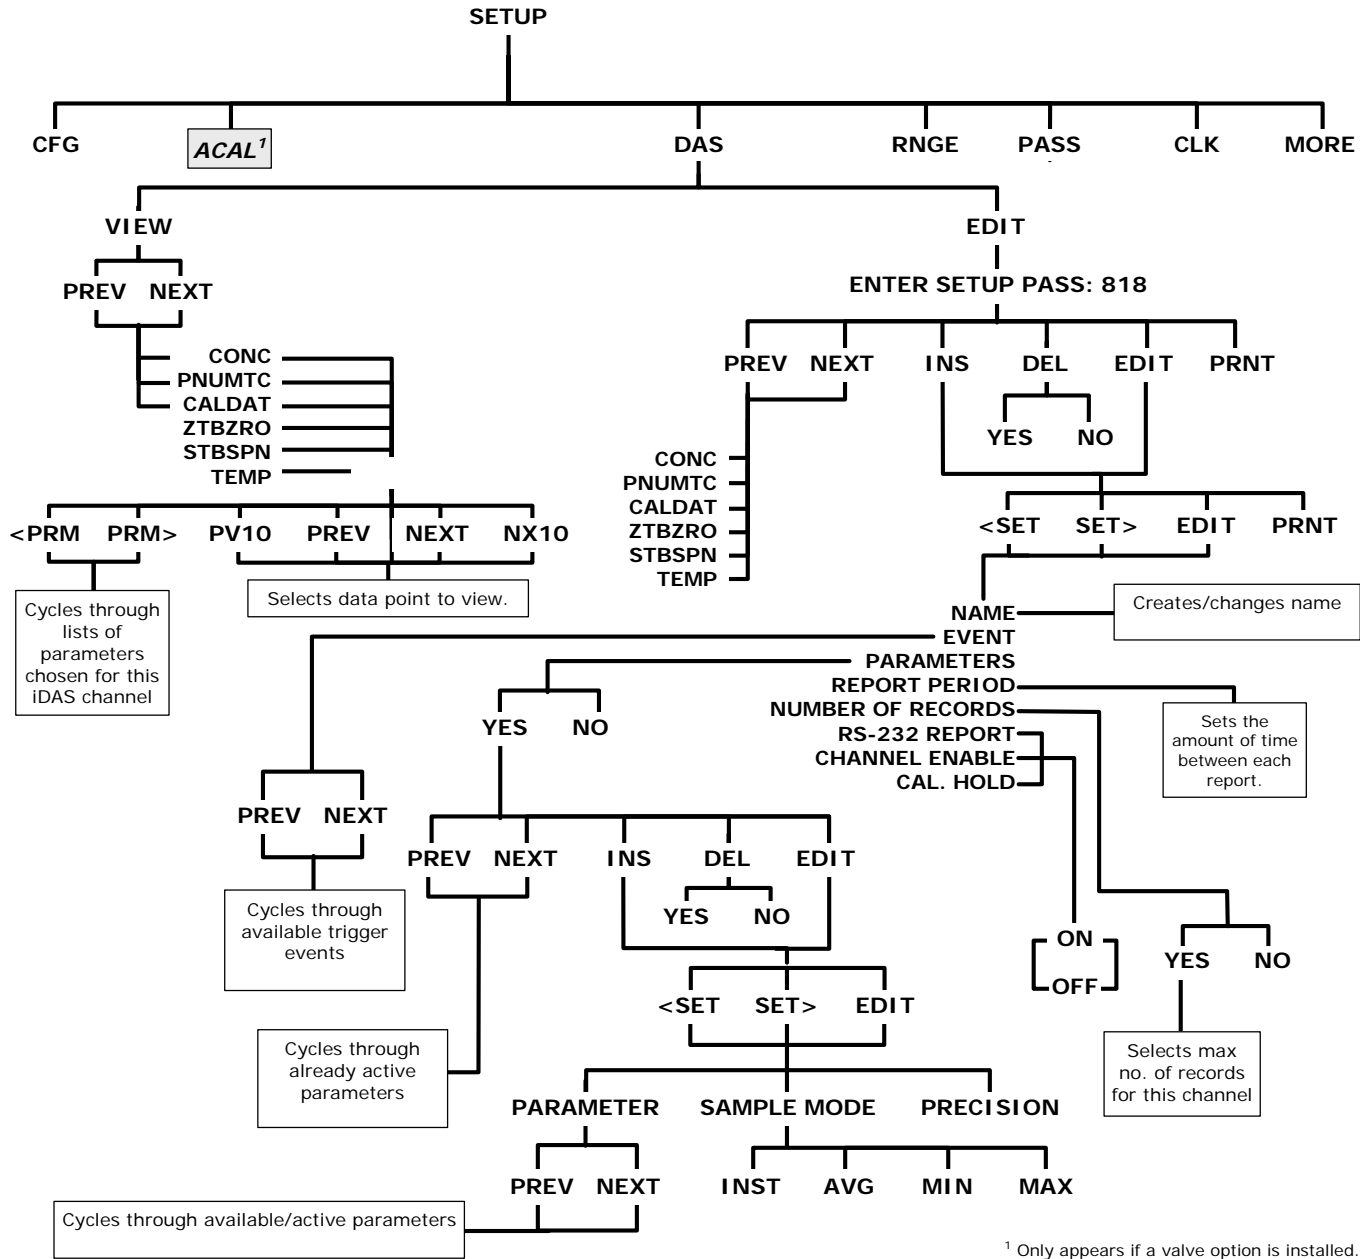 SETUP
CFG ACAL¹ DAS RNGE PASS CLK MORE
VIEW EDIT
PREV NEXT
ENTER SETUP PASS: 818
CONC
PNUMTC
CALDAT
ZTBZRO
STBSPN
TEMP
PREV NEXT INS DEL EDIT PRNT
YES NO
CONC
PNUMTC
CALDAT
ZTBZRO
STBSPN
TEMP
<PRM PRM> PV10 PREV NEXT NX10
<SET SET> EDIT PRNT
Cycles through
lists of
parameters
chosen for this
iDAS channel
Selects data point to view.
NAME
Creates/changes name
EVENT
PARAMETERS
REPORT PERIOD
NUMBER OF RECORDS
RS-232 REPORT
CHANNEL ENABLE
CAL. HOLD
Sets the
amount of time
between each
report.
YES NO
PREV NEXT
Cycles through
available trigger
events
PREV NEXT INS DEL EDIT
YES NO
ON
OFF
YES NO
<SET SET> EDIT
Cycles through
already active
parameters
Selects max
no. of records
for this channel
PARAMETER SAMPLE MODE PRECISION
PREV NEXT INST AVG MIN MAX
Cycles through available/active parameters
¹ Only appears if a valve option is installed.